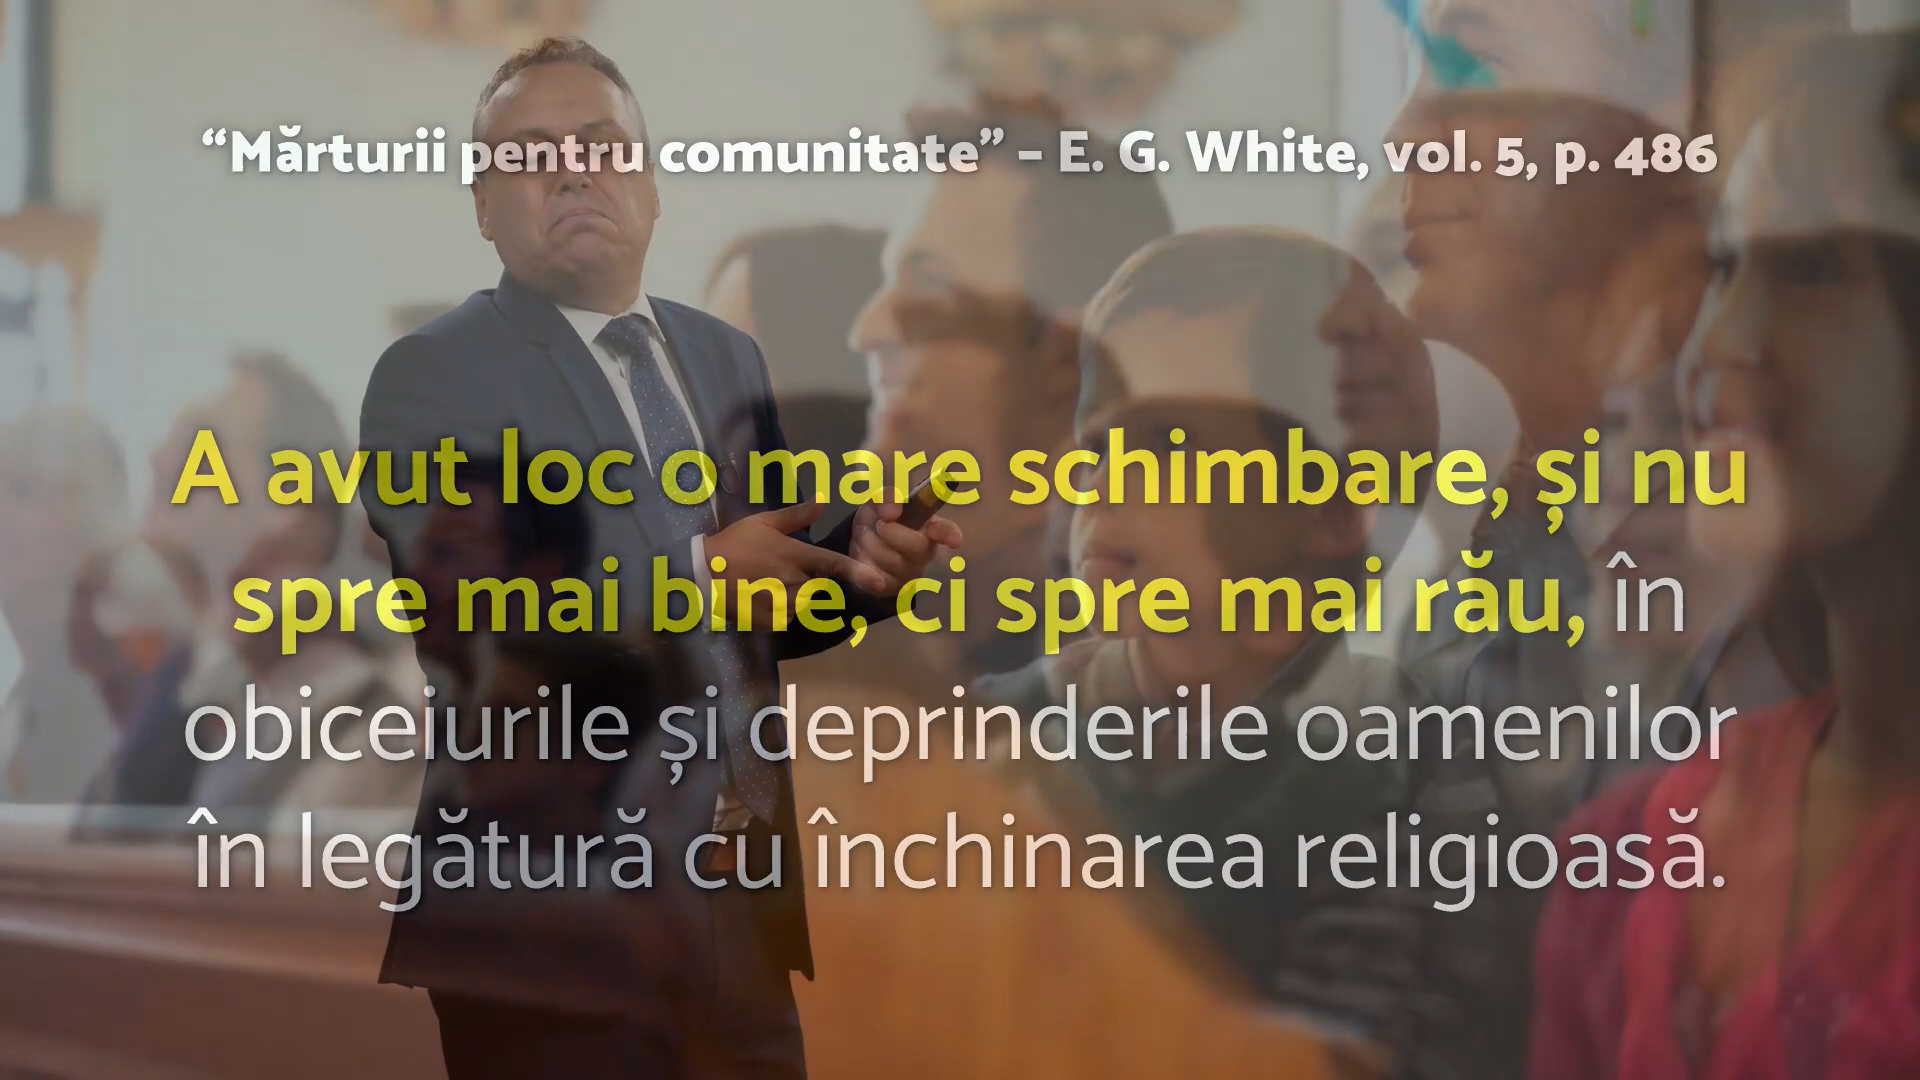 “Mărturii pentru comunitate” – E. G. White, vol. 5, p. 486
A avut loc o mare schimbare, și nu
spre mai bine, ci spre mai rău, în
obiceiurile și deprinderile oamenilor
în legătură cu închinarea religioasă.